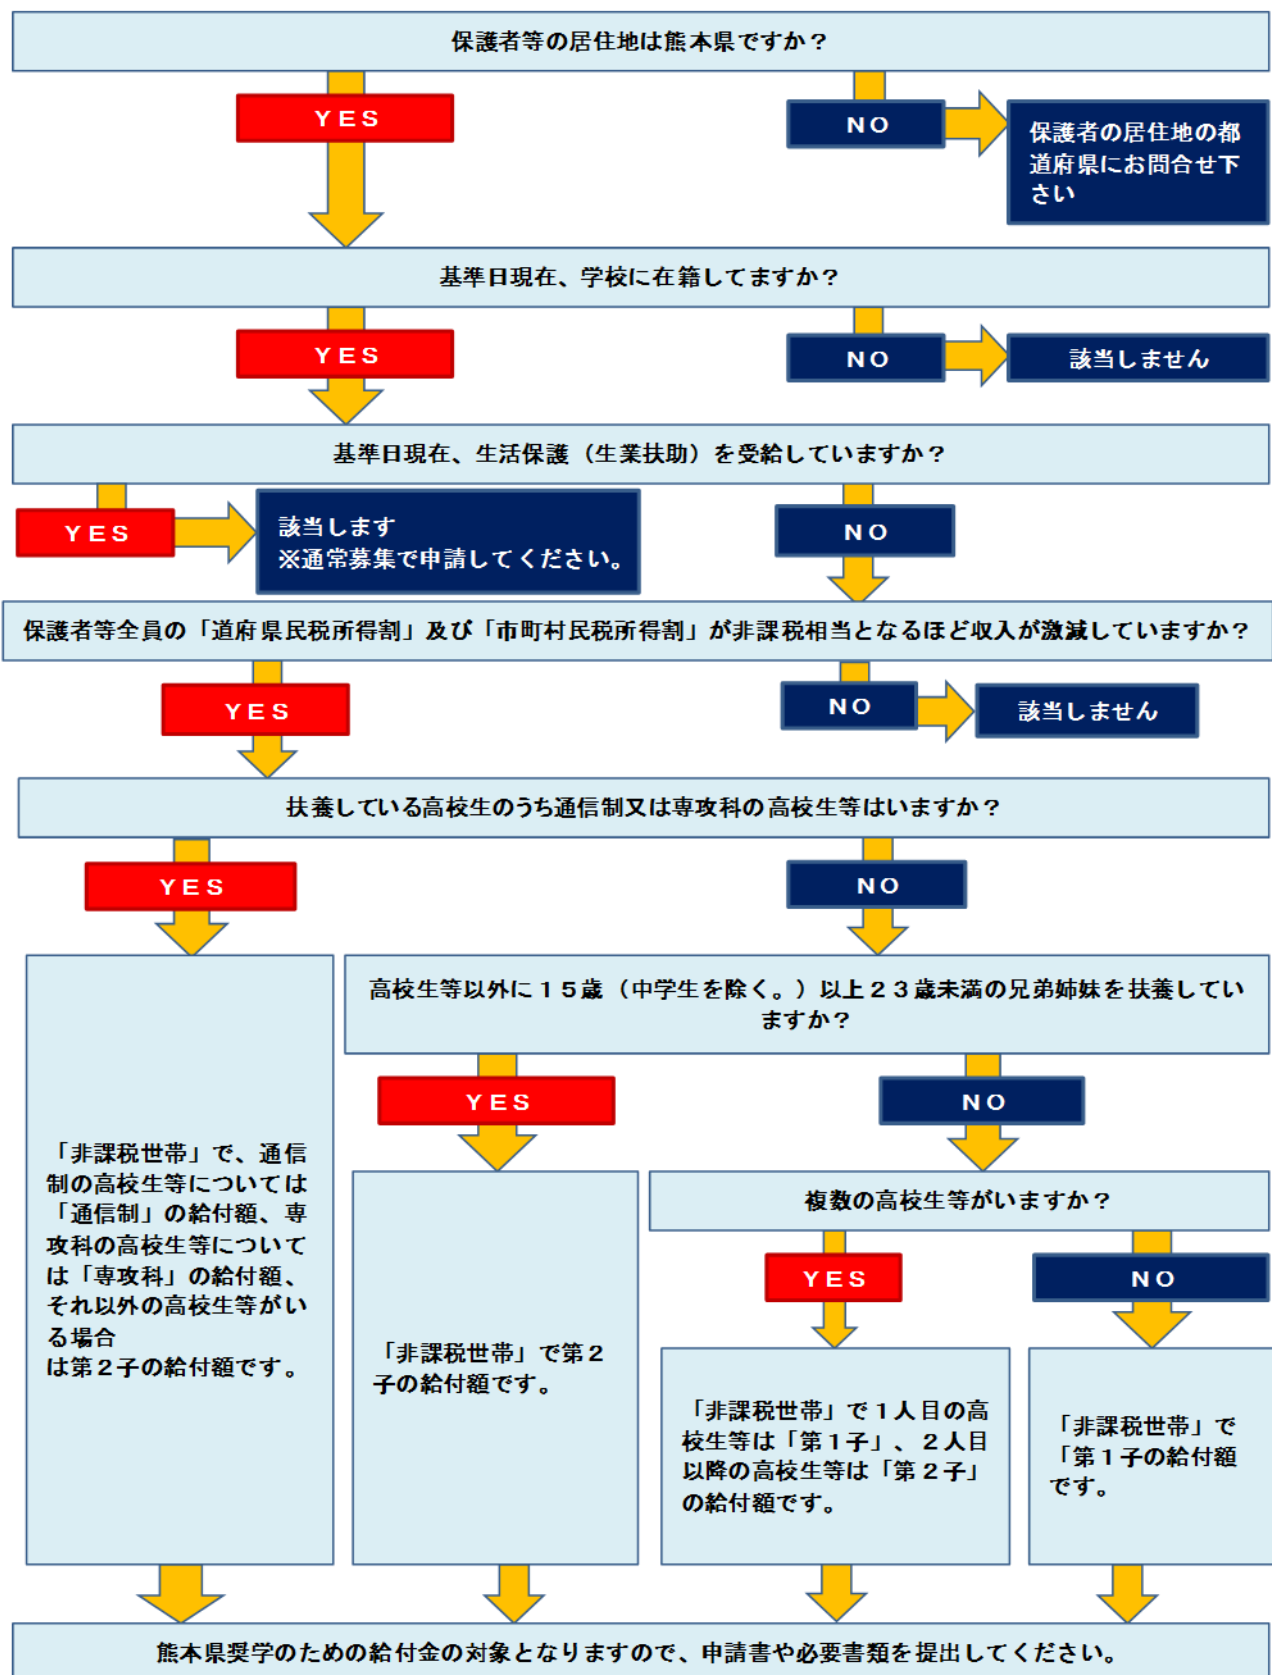 保護者等の居住地は熊本県ですか？
YES
NO
保護者の居住地の都
道府県にお問合せ下
さい
基準日現在、学校に在籍してますか？
YES
NO
該当しません
基準日現在、生活保護（生業扶助）を受給していますか？
YES
該当します
※通常募集で申請してください。
NO
保護者等全員の「道府県民税所得割」及び「市町村民税所得割」が非課税相当となるほど収入が激減していますか？
YES
NO
該当しません
扶養している高校生のうち通信制又は専攻科の高校生等はいますか？
YES
NO
高校生等以外に１５歳（中学生を除く。）以上２３歳未満の兄弟姉妹を扶養してい
ますか？
YES
NO
「非課税世帯」で、通信
制の高校生等については
「通信制」の給付額、専
攻科の高校生等について
は「専攻科」の給付額、
それ以外の高校生等がい
る場合
は第２子の給付額です。
「非課税世帯」で第２
子の給付額です。
複数の高校生等がいますか？
YES
NO
「非課税世帯」で１人目の高
校生等は「第１子」、２人目
以降の高校生等は「第２子」
の給付額です。
「非課税世帯」で
「第１子の給付額
です。
熊本県奨学のための給付金の対象となりますので、申請書や必要書類を提出してください。